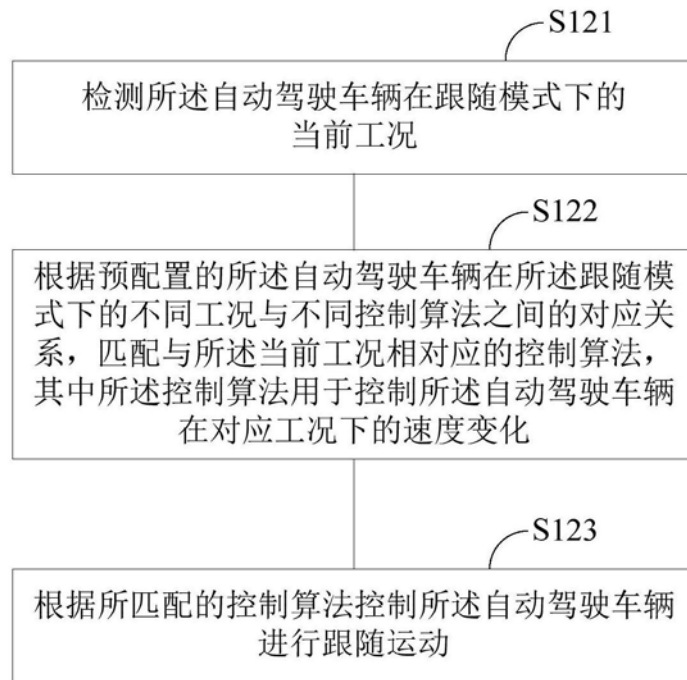 S121
检测所述自动驾驶车辆在跟随模式下的
当前工况
S122
根据预配置的所述自动驾驶车辆在所述跟随模
式下的不同工况与不同控制算法之间的对应关
系，匹配与所述当前工况相对应的控制算法，
其中所述控制算法用于控制所述自动驾驶车辆
在对应工况下的速度变化
S123
根据所匹配的控制算法控制所述自动驾驶车辆
进行跟随运动